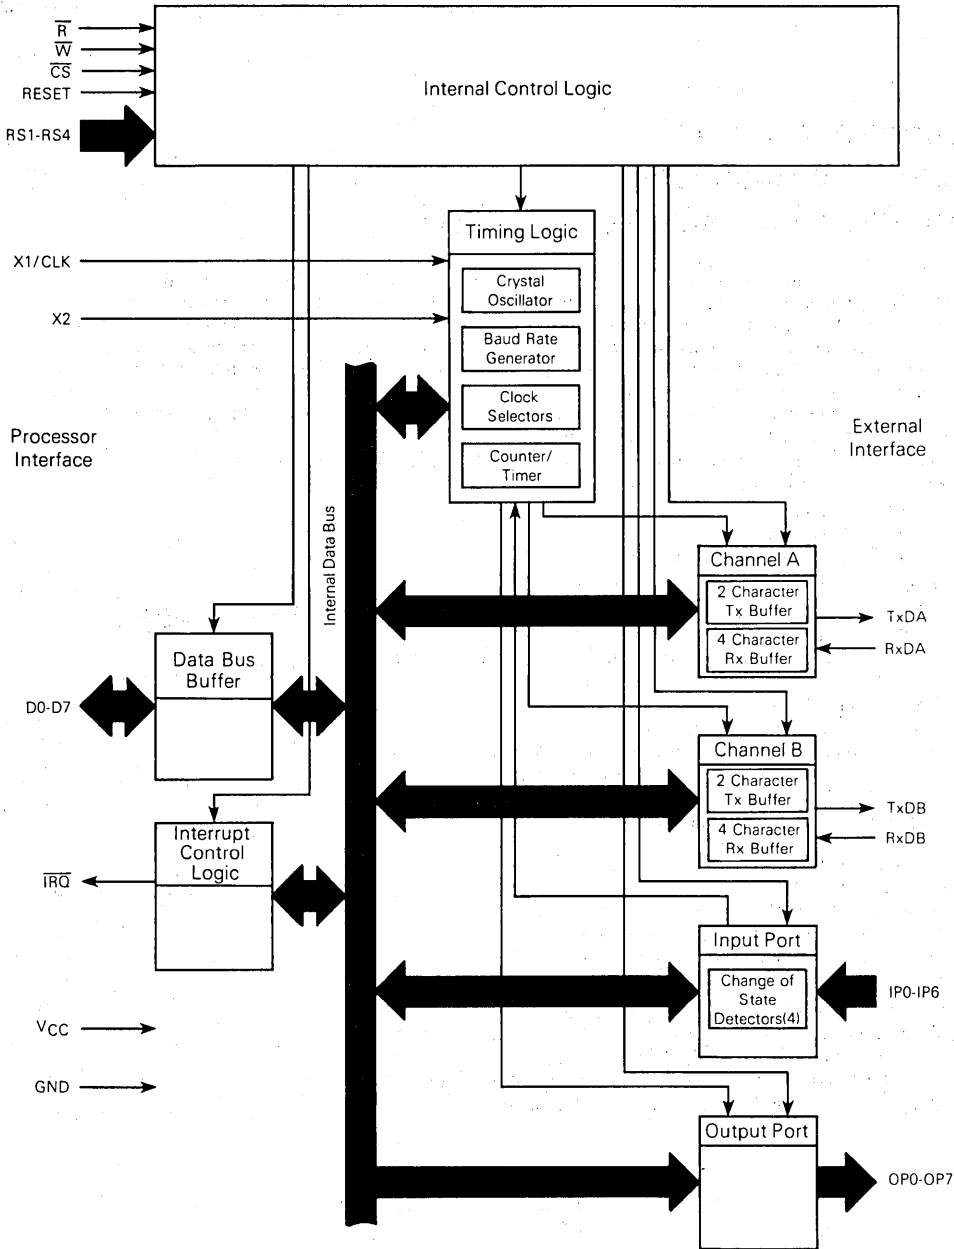 R̅
W̅
C̅S̅
RESET
RS1-RS4
Internal Control Logic
Timing Logic
X1/CLK
Crystal
Oscillator
X2
Baud Rate
Generator
Clock
Selectors
Counter/
Timer
Processor
Interface
External
Interface
Internal Data Bus
Channel A
2 Character
Tx Buffer
TxDA
4 Character
Rx Buffer
RxDA
Data Bus
Buffer
D0-D7
Channel B
2 Character
Tx Buffer
TxDB
4 Character
Rx Buffer
RxDB
Interrupt
Control
Logic
I̅R̅Q̅
Input Port
Change of
State
Detectors(4)
IP0-IP6
VCC
GND
Output Port
OP0-OP7